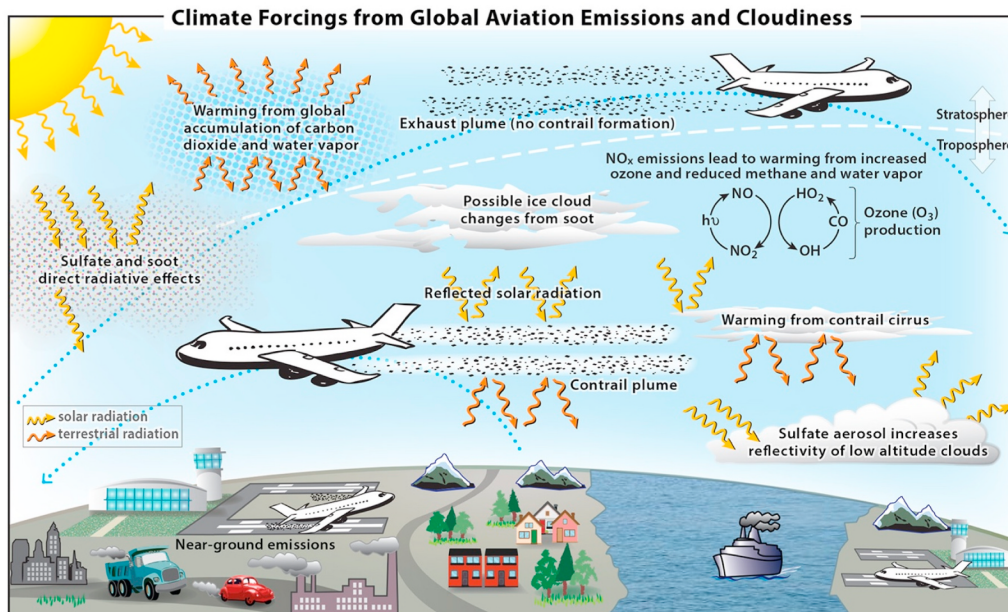 Climate Forcings from Global Aviation Emissions and Cloudiness
Warming from global
accumulation of carbon
dioxide and water vapor
Exhaust plume (no contrail formation)
Stratosphere
Troposphere
NOₓ emissions lead to warming from increased
ozone and reduced methane and water vapor
NO
HO₂
hυ
CO
NO₂
OH
Ozone (O₃)
production
Possible ice cloud
changes from soot
Sulfate and soot
direct radiative effects
Reflected solar radiation
Warming from contrail cirrus
Contrail plume
solar radiation
terrestrial radiation
Sulfate aerosol increases
reflectivity of low altitude clouds
Near-ground emissions